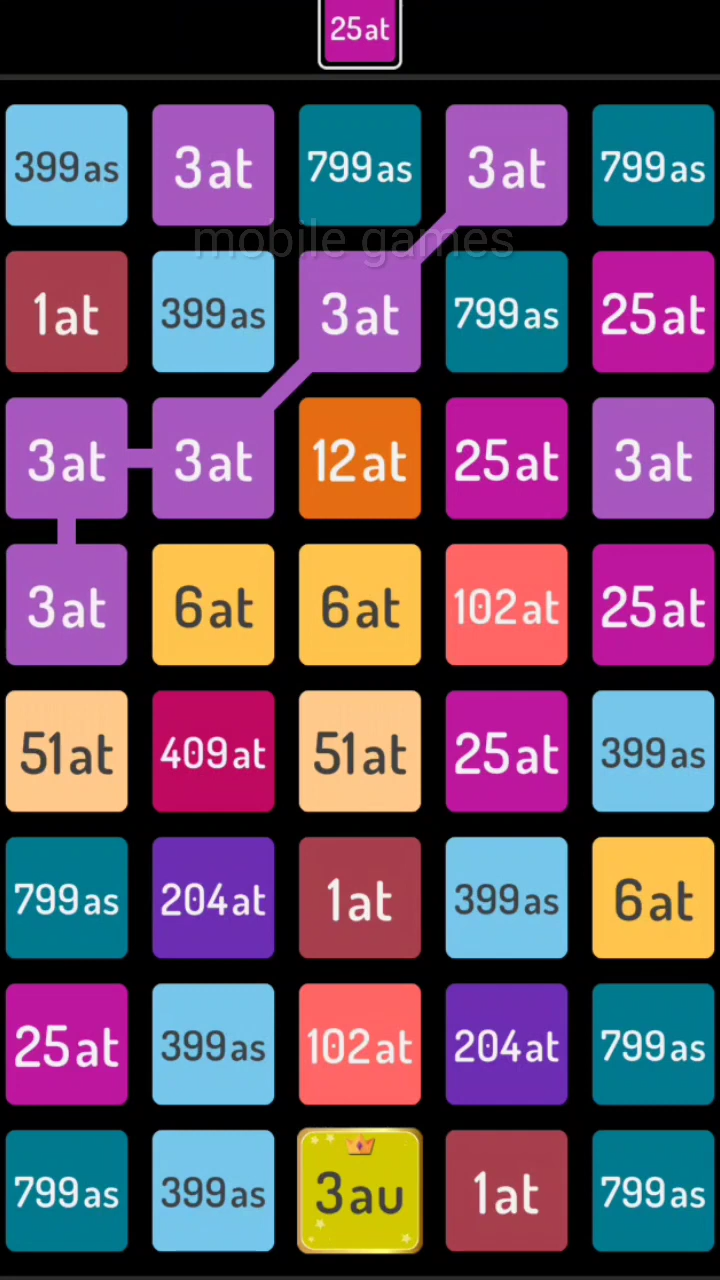 25at
399as 3at 799as 3at 799as
mobile games
1at 399as 3at 799as 25at
3at 3at 12at 25at 3at
3at 6at 6at 102at 25at
51at 409at 51at 25at 399as
799as 204at 1at 399as 6at
25at 399as 102at 204at 799as
799as 399as 3au 1at 799as